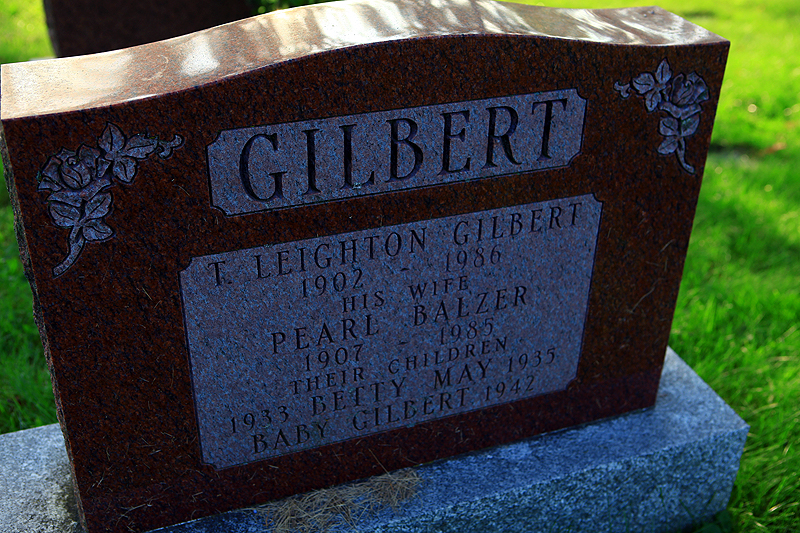 GILBERT
T. LEIGHTON GILBERT
1902 - 1986
HIS WIFE
PEARL BALZER
1907 - 1985
THEIR CHILDREN
1933 BETTY MAY 1935
BABY GILBERT 1942